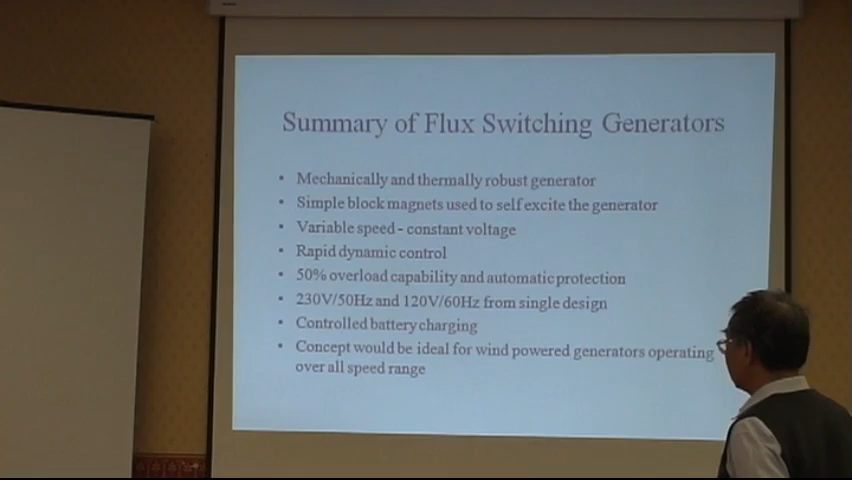 Summary of Flux Switching Generators
• Mechanically and thermally robust generator
• Simple block magnets used to self excite the generator
• Variable speed - constant voltage
• Rapid dynamic control
• 50% overload capability and automatic protection
• 230V/50Hz and 120V/60Hz from single design
• Controlled battery charging
• Concept would be ideal for wind powered generators operating
over all speed range